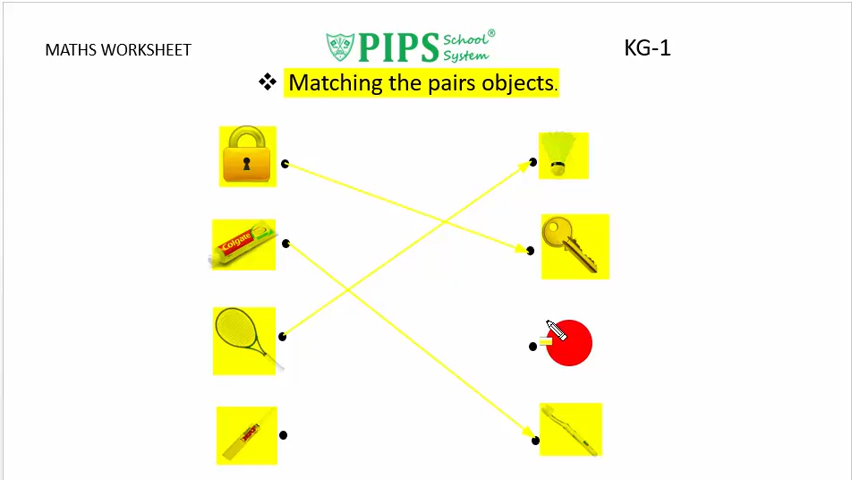 MATHS WORKSHEET
PIPS School System®
KG-1
❖ Matching the pairs objects.
Colgate